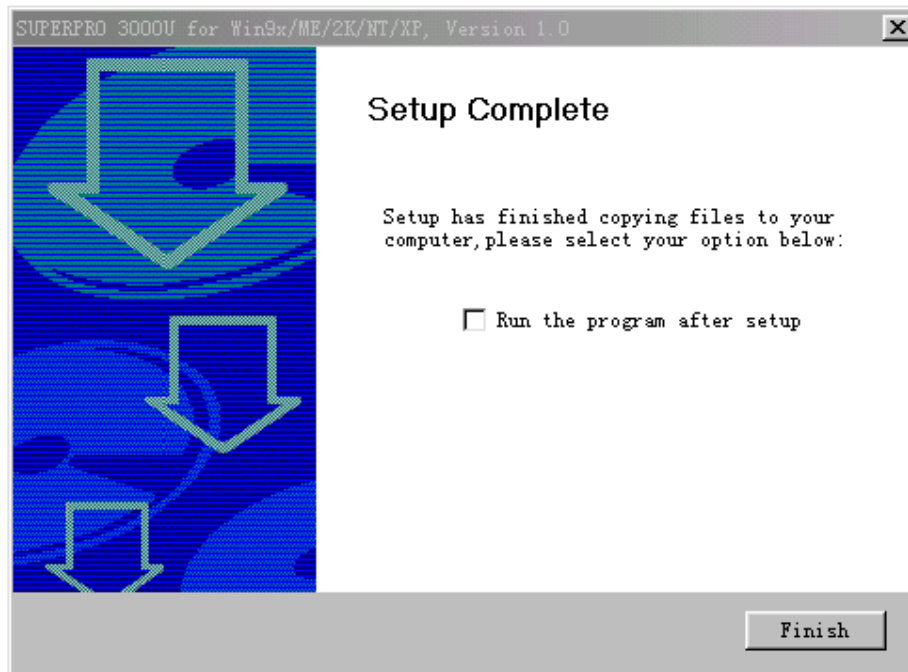 SUPERPRO 3000U for Win9x/ME/2K/NT/XP, Version 1.0
Setup Complete
Setup has finished copying files to your
computer,please select your option below:
Run the program after setup
Finish